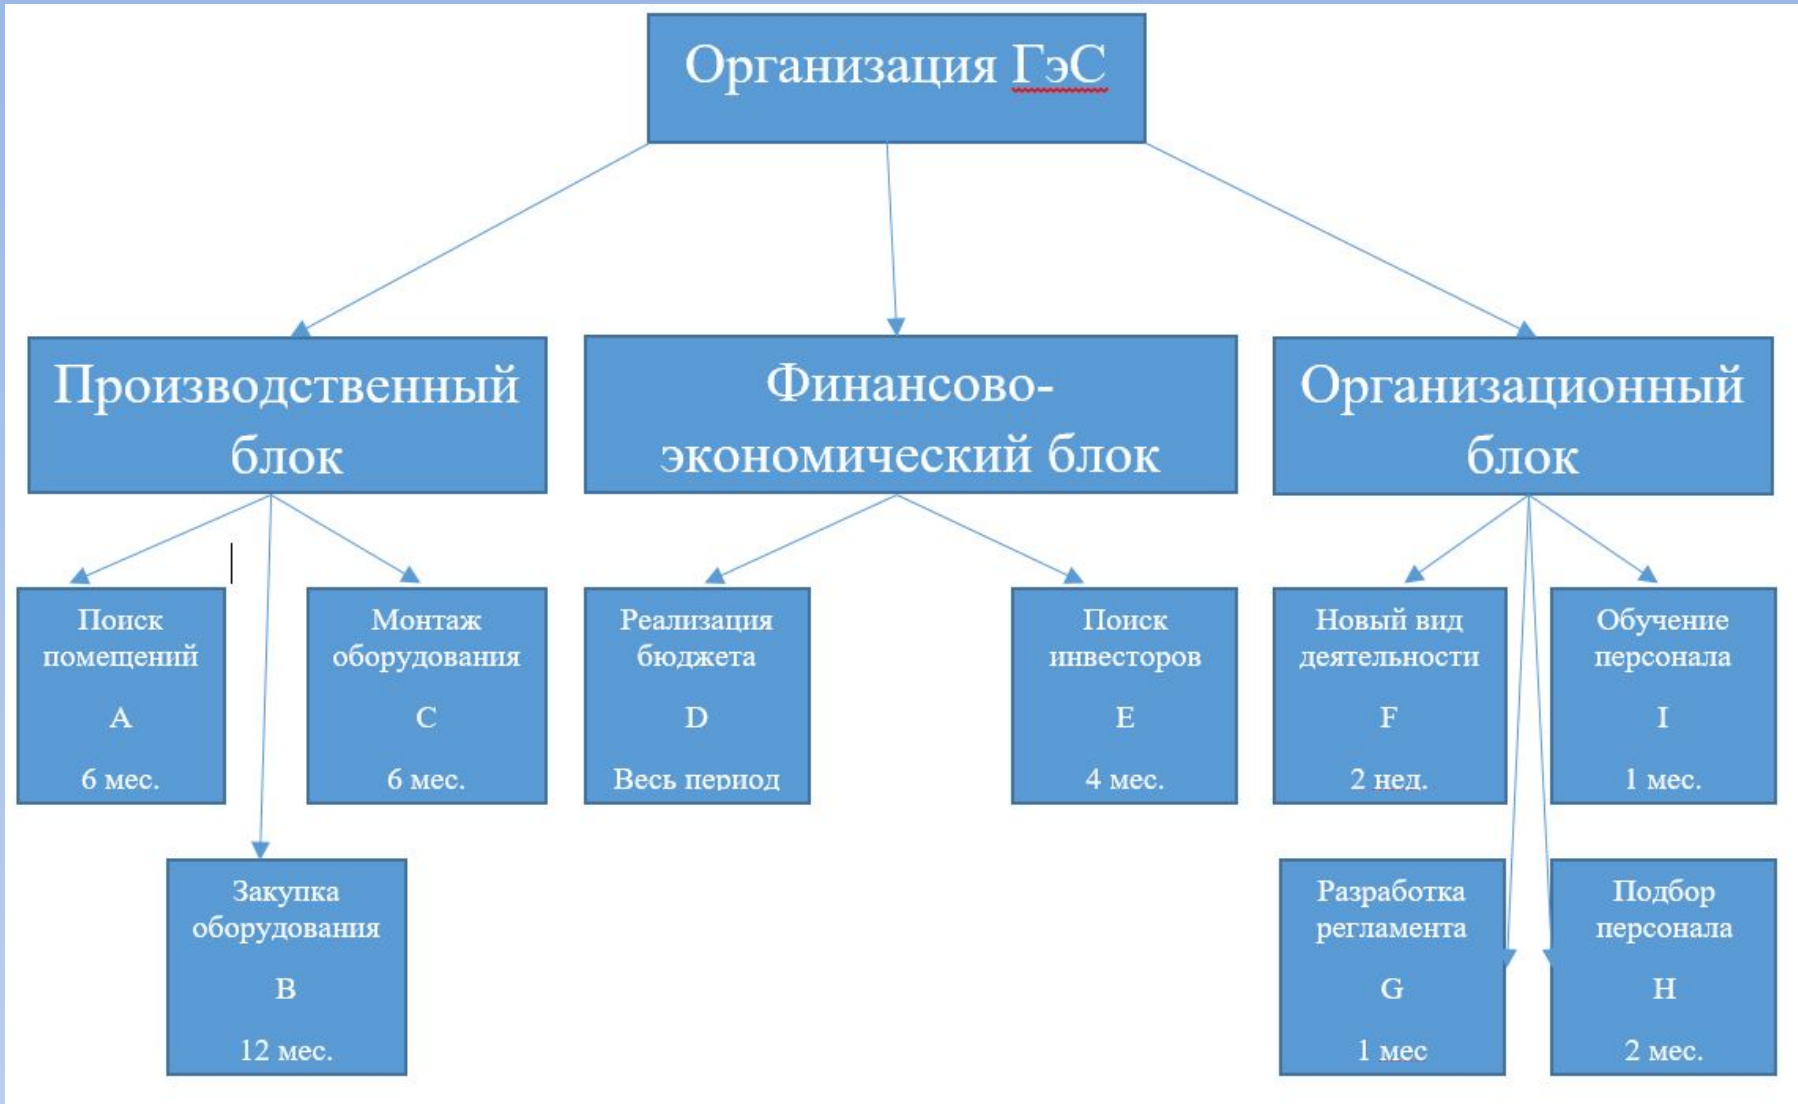 Организация ГэС
Производственный
блок
Финансово-
экономический блок
Организационный
блок
Поиск
помещений
A
6 мес.
Монтаж
оборудования
C
6 мес.
Реализация
бюджета
D
Весь период
Поиск
инвесторов
E
4 мес.
Новый вид
деятельности
F
2 нед.
Обучение
персонала
I
1 мес.
Закупка
оборудования
B
12 мес.
Разработка
регламента
G
1 мес
Подбор
персонала
H
2 мес.